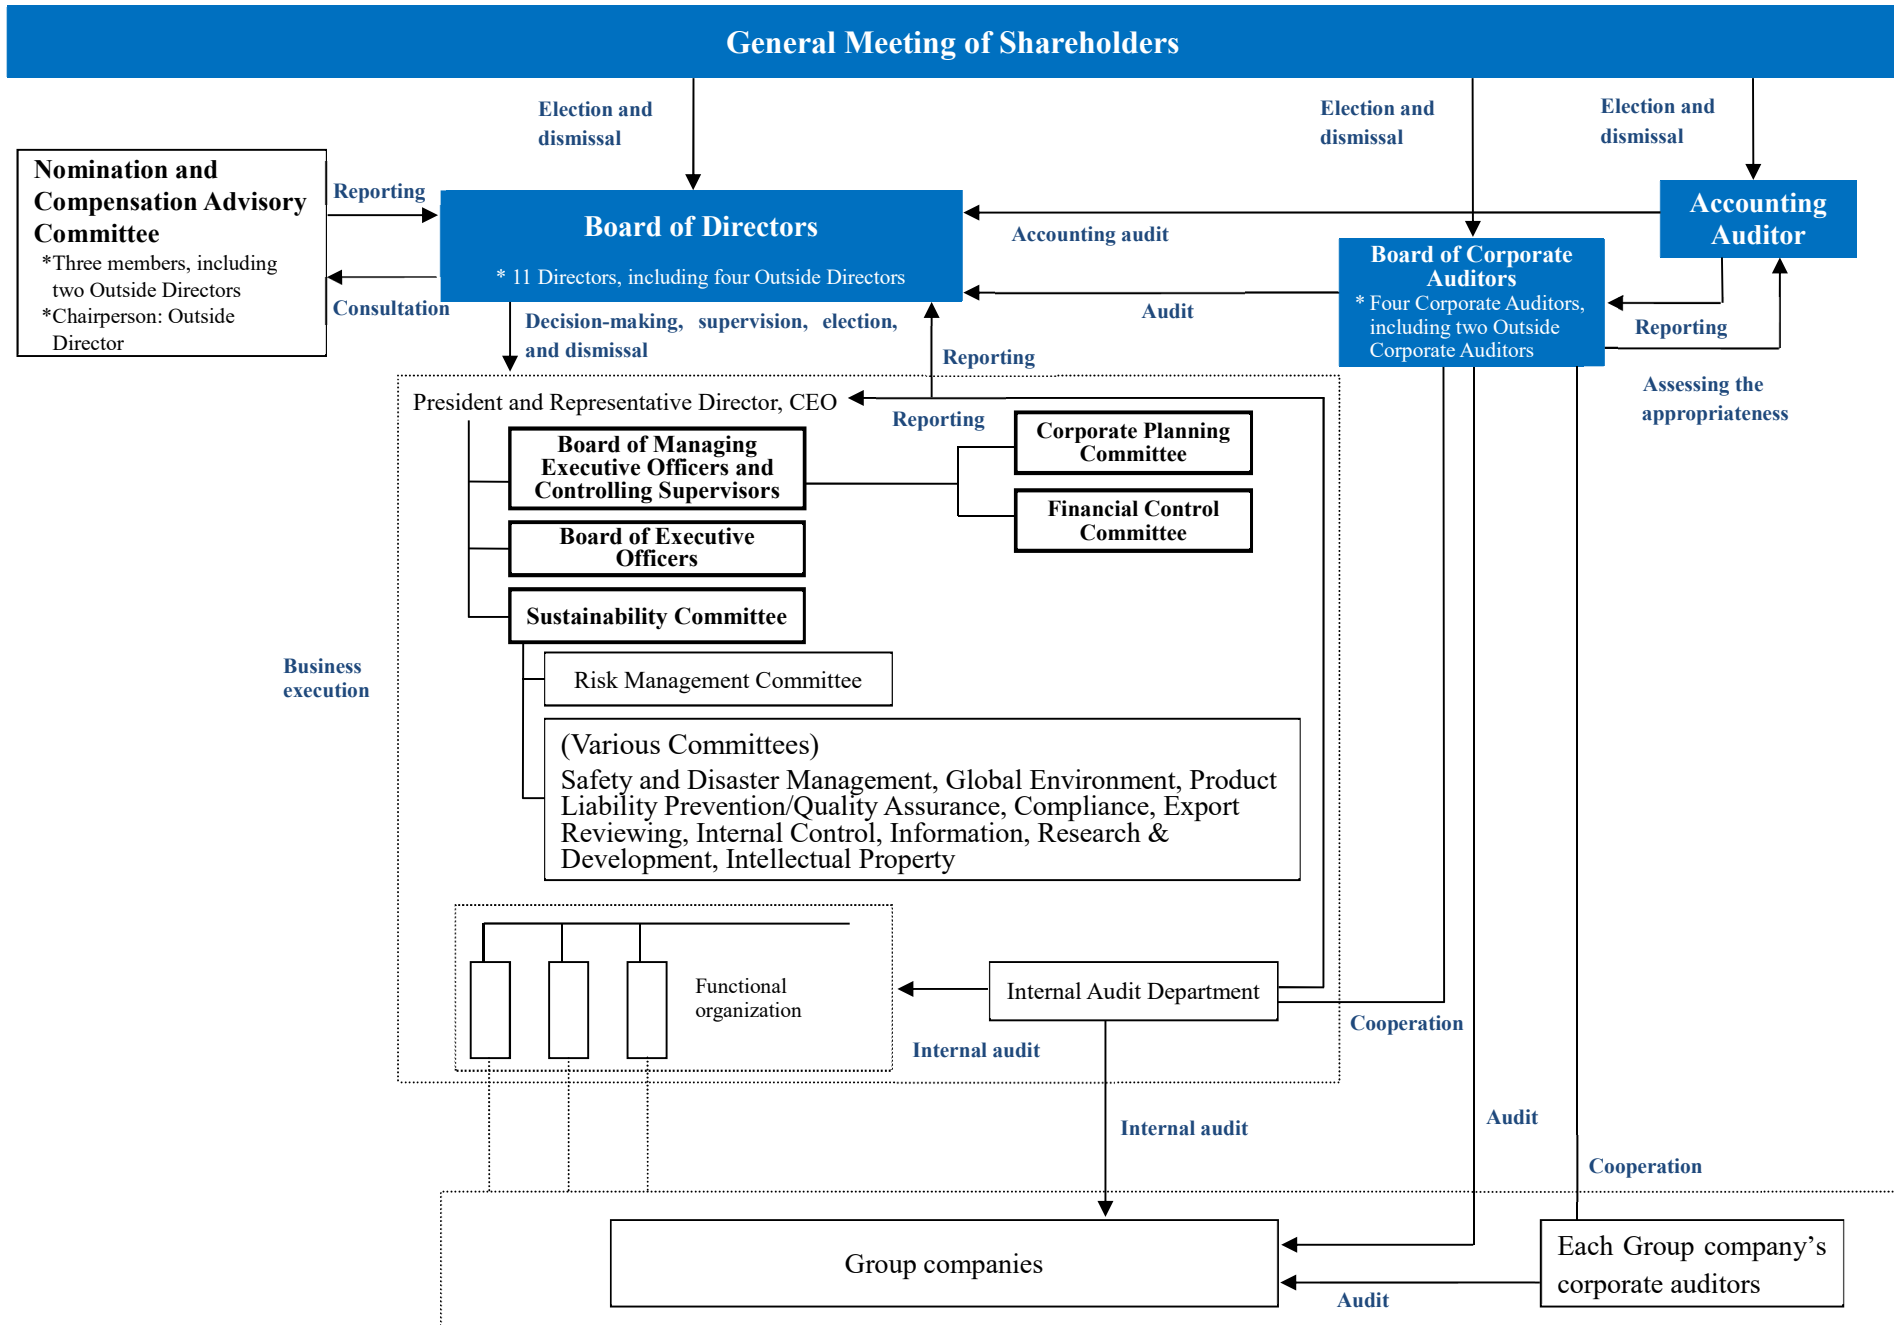 General Meeting of Shareholders
Election and
dismissal
Election and
dismissal
Election and
dismissal
Nomination and
Compensation Advisory
Committee
*Three members, including
two Outside Directors
*Chairperson: Outside
Director
Reporting
Consultation
Board of Directors
* 11 Directors, including four Outside Directors
Accounting audit
Audit
Accounting
Auditor
Board of Corporate
Auditors
* Four Corporate Auditors,
including two Outside
Corporate Auditors
Reporting
Assessing the
appropriateness
Decision-making, supervision, election,
and dismissal
Reporting
President and Representative Director, CEO
Reporting
Board of Managing
Executive Officers and
Controlling Supervisors
Corporate Planning
Committee
Financial Control
Committee
Board of Executive
Officers
Sustainability Committee
Business
execution
Risk Management Committee
(Various Committees)
Safety and Disaster Management, Global Environment, Product
Liability Prevention/Quality Assurance, Compliance, Export
Reviewing, Internal Control, Information, Research &
Development, Intellectual Property
Functional
organization
Internal Audit Department
Internal audit
Cooperation
Internal audit
Audit
Cooperation
Group companies
Each Group company’s
corporate auditors
Audit